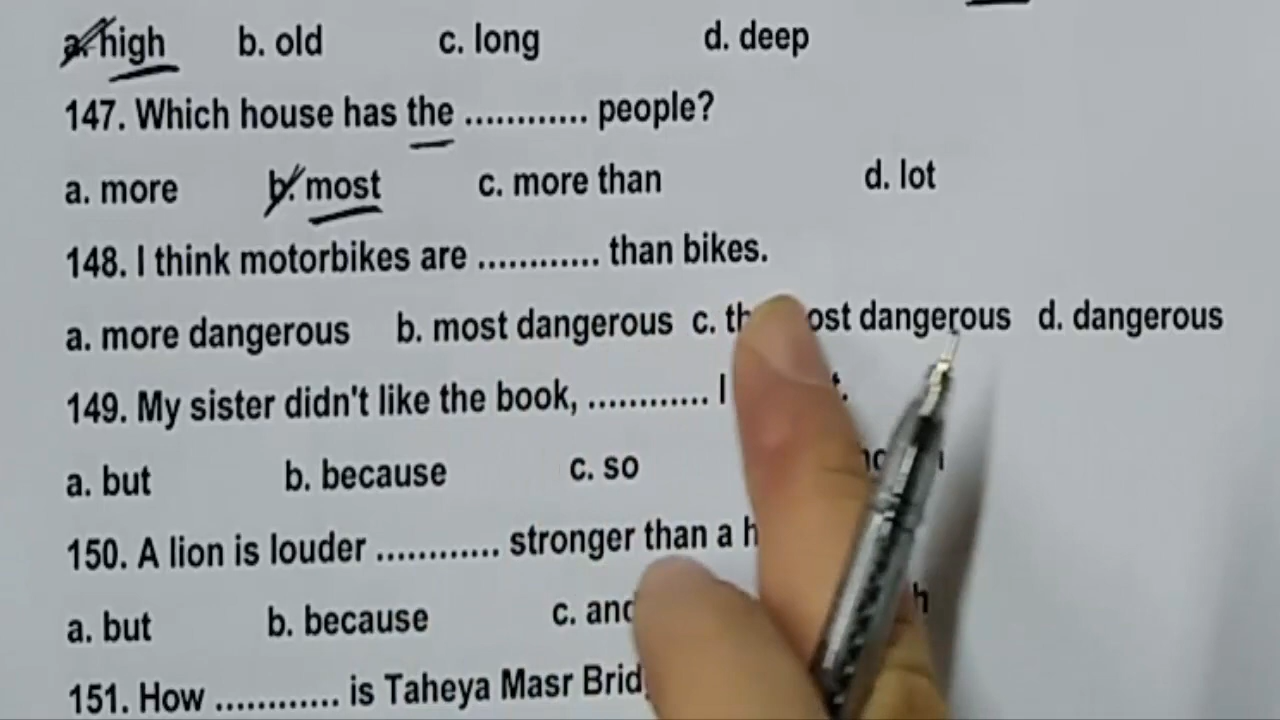 a. high b. old c. long d. deep
147. Which house has the ............ people?
a. more b. most c. more than d. lot
148. I think motorbikes are ............ than bikes.
a. more dangerous b. most dangerous c. ost dangerous d. dangerous
149. My sister didn't like the book, ............ I
a. but b. because c. so
150. A lion is louder ............ stronger than a
a. but b. because c. and
151. How ............ is Taheya Masr